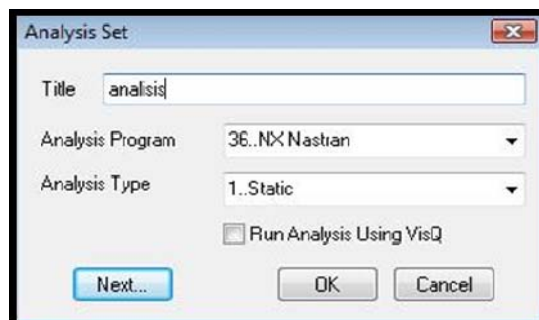 Analysis Set
Title analisis
Analysis Program 36..NX Nastran
Analysis Type 1..Static
Run Analysis Using VisQ
Next... OK Cancel